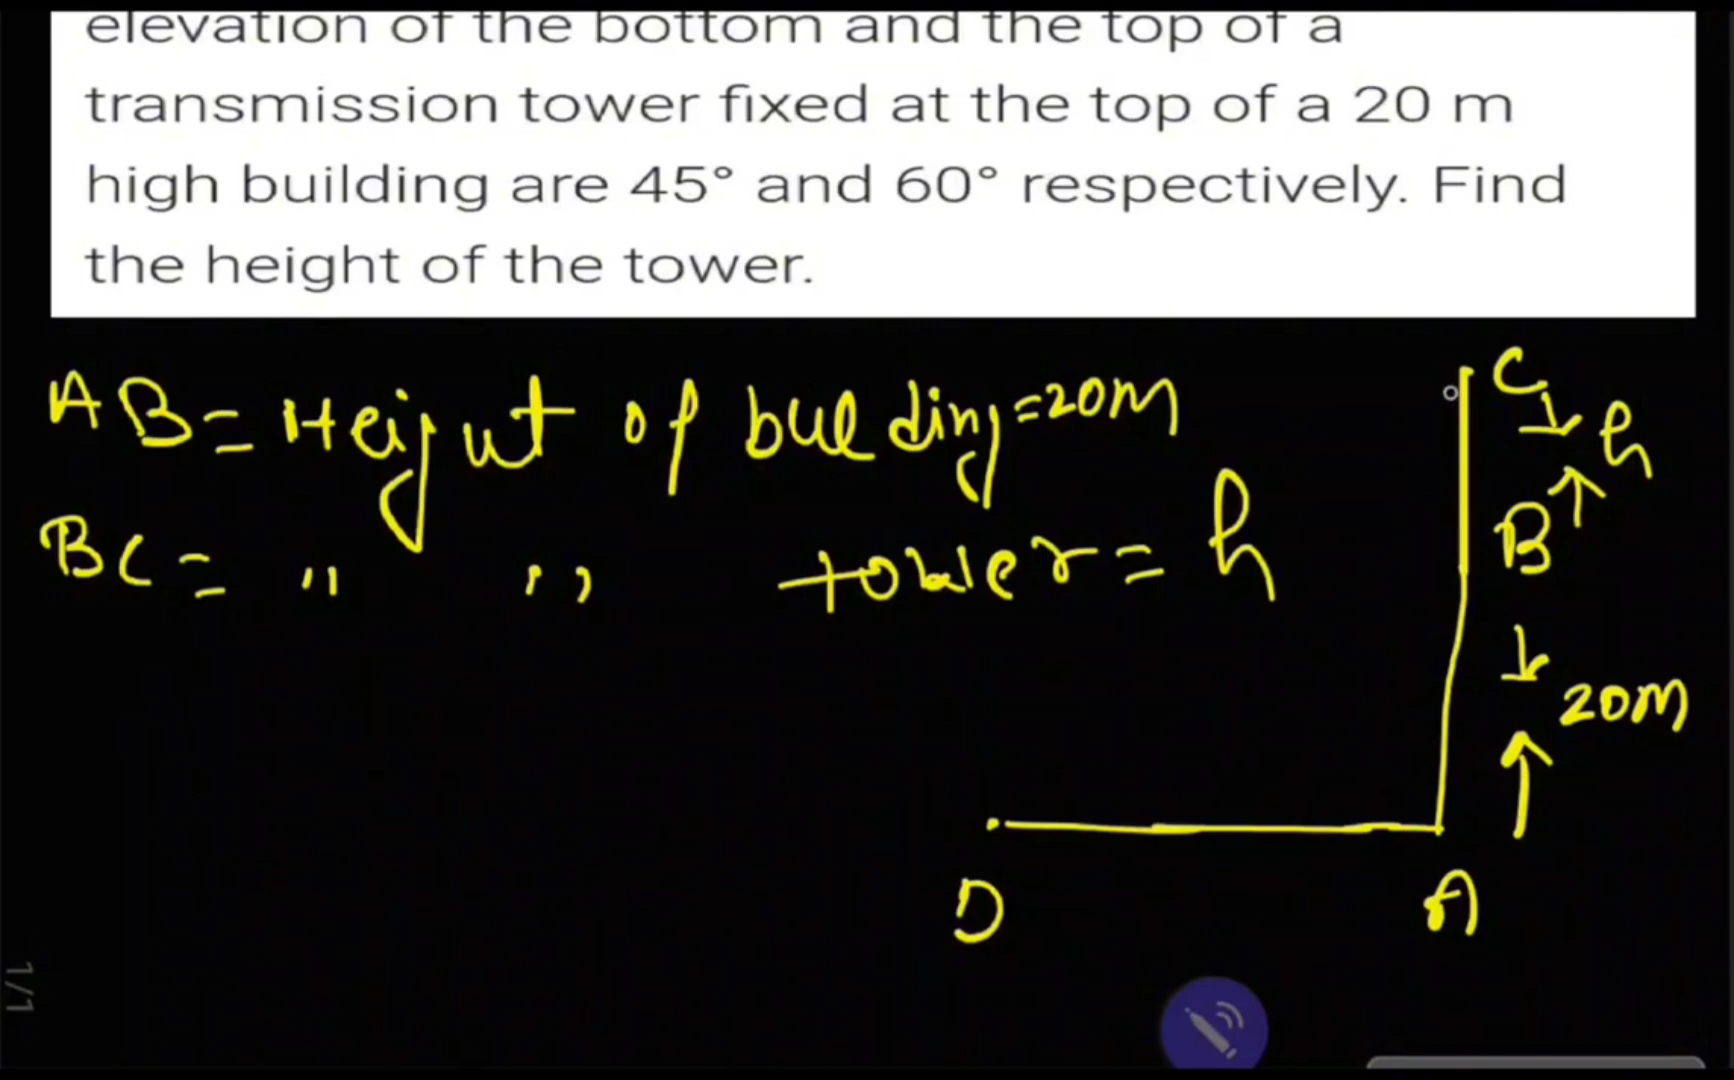 elevation of the bottom and the top of a
transmission tower fixed at the top of a 20 m
high building are 45° and 60° respectively. Find
the height of the tower.
AB = Height of building = 20m
BC = " " tower = h
C
h
B
20m
D A
1/1